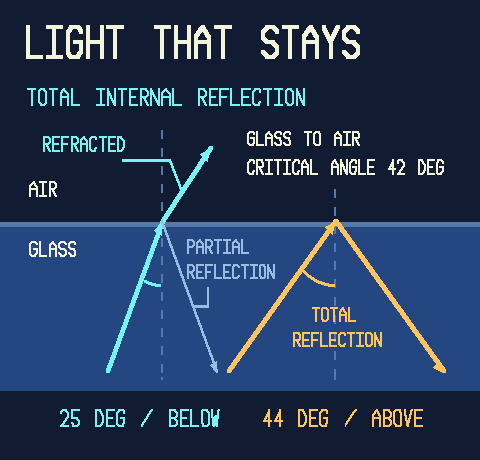 LIGHT THAT STAYS
TOTAL INTERNAL REFLECTION
REFRACTED
GLASS TO AIR
CRITICAL ANGLE 42 DEG
AIR
GLASS
PARTIAL
REFLECTION
TOTAL
REFLECTION
25 DEG / BELOW
44 DEG / ABOVE